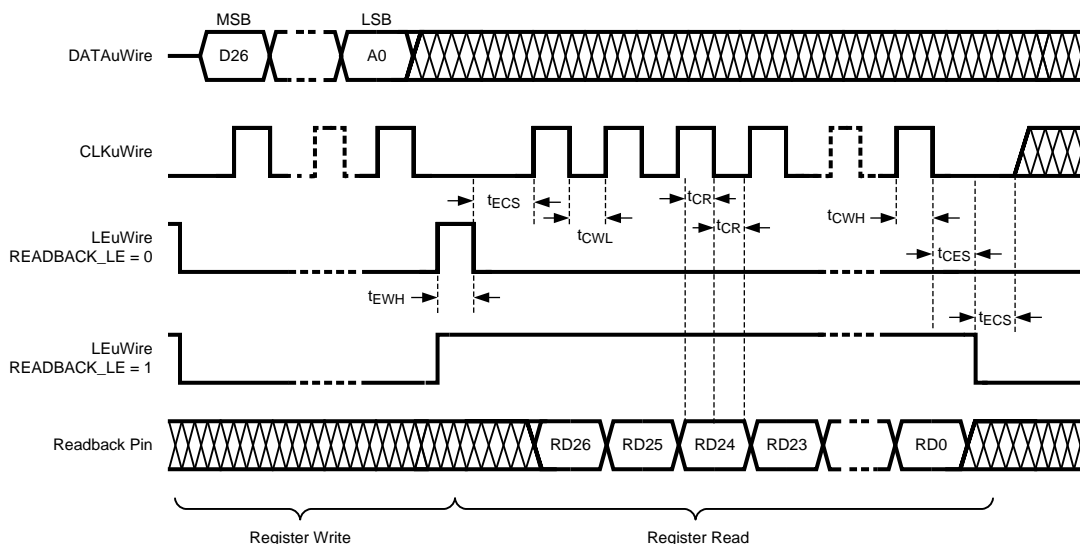 MSB LSB
DATAuWire D26 A0
CLKuWire
tECS tCR tCWH
tCWL tCR
LEuWire
READBACK_LE = 0
tCES
tEWH
tECS
LEuWire
READBACK_LE = 1
Readback Pin RD26 RD25 RD24 RD23 RD0
Register Write Register Read